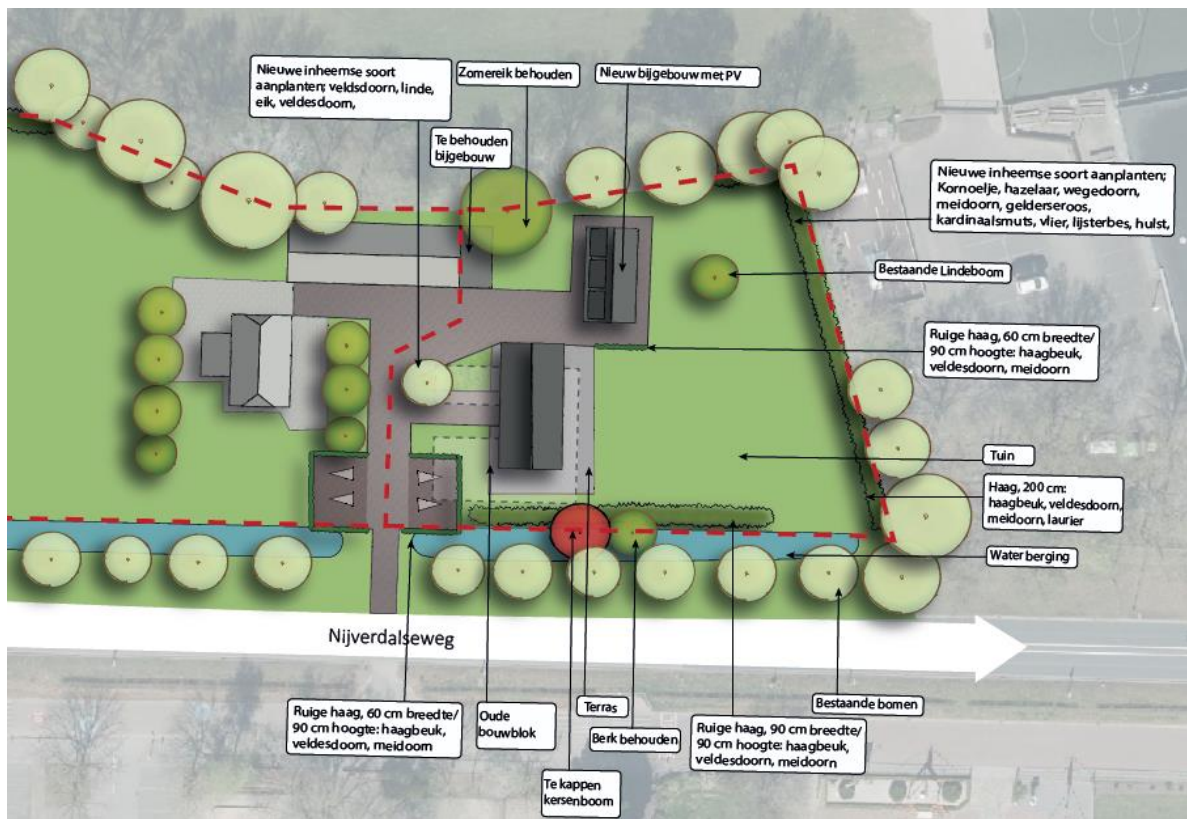 Nieuwe inheemse soort
aanplanten; veldsdoorn, linde,
eik, veldesdoorn,
Zomereik behouden
Nieuw bijgebouw met PV
Te behouden
bijgebouw
Nieuwe inheemse soort aanplanten;
Kornoelje, hazelaar, wegedoorn,
meidoorn, gelderseroos,
kardinaalsmuts, vlier, lijsterbes, hulst,
Bestaande Lindeboom
Ruige haag, 60 cm breedte/
90 cm hoogte: haagbeuk,
veldesdoorn, meidoorn
Tuin
Haag, 200 cm:
haagbeuk, veldesdoorn,
meidoorn, laurier
Waterberging
Nijverdalseweg
Ruige haag, 60 cm breedte/
90 cm hoogte: haagbeuk,
veldesdoorn, meidoorn
Oude
bouwblok
Terras
Berk behouden
Te kappen
kersenboom
Ruige haag, 90 cm breedte/
90 cm hoogte: haagbeuk,
veldesdoorn, meidoorn
Bestaande bomen